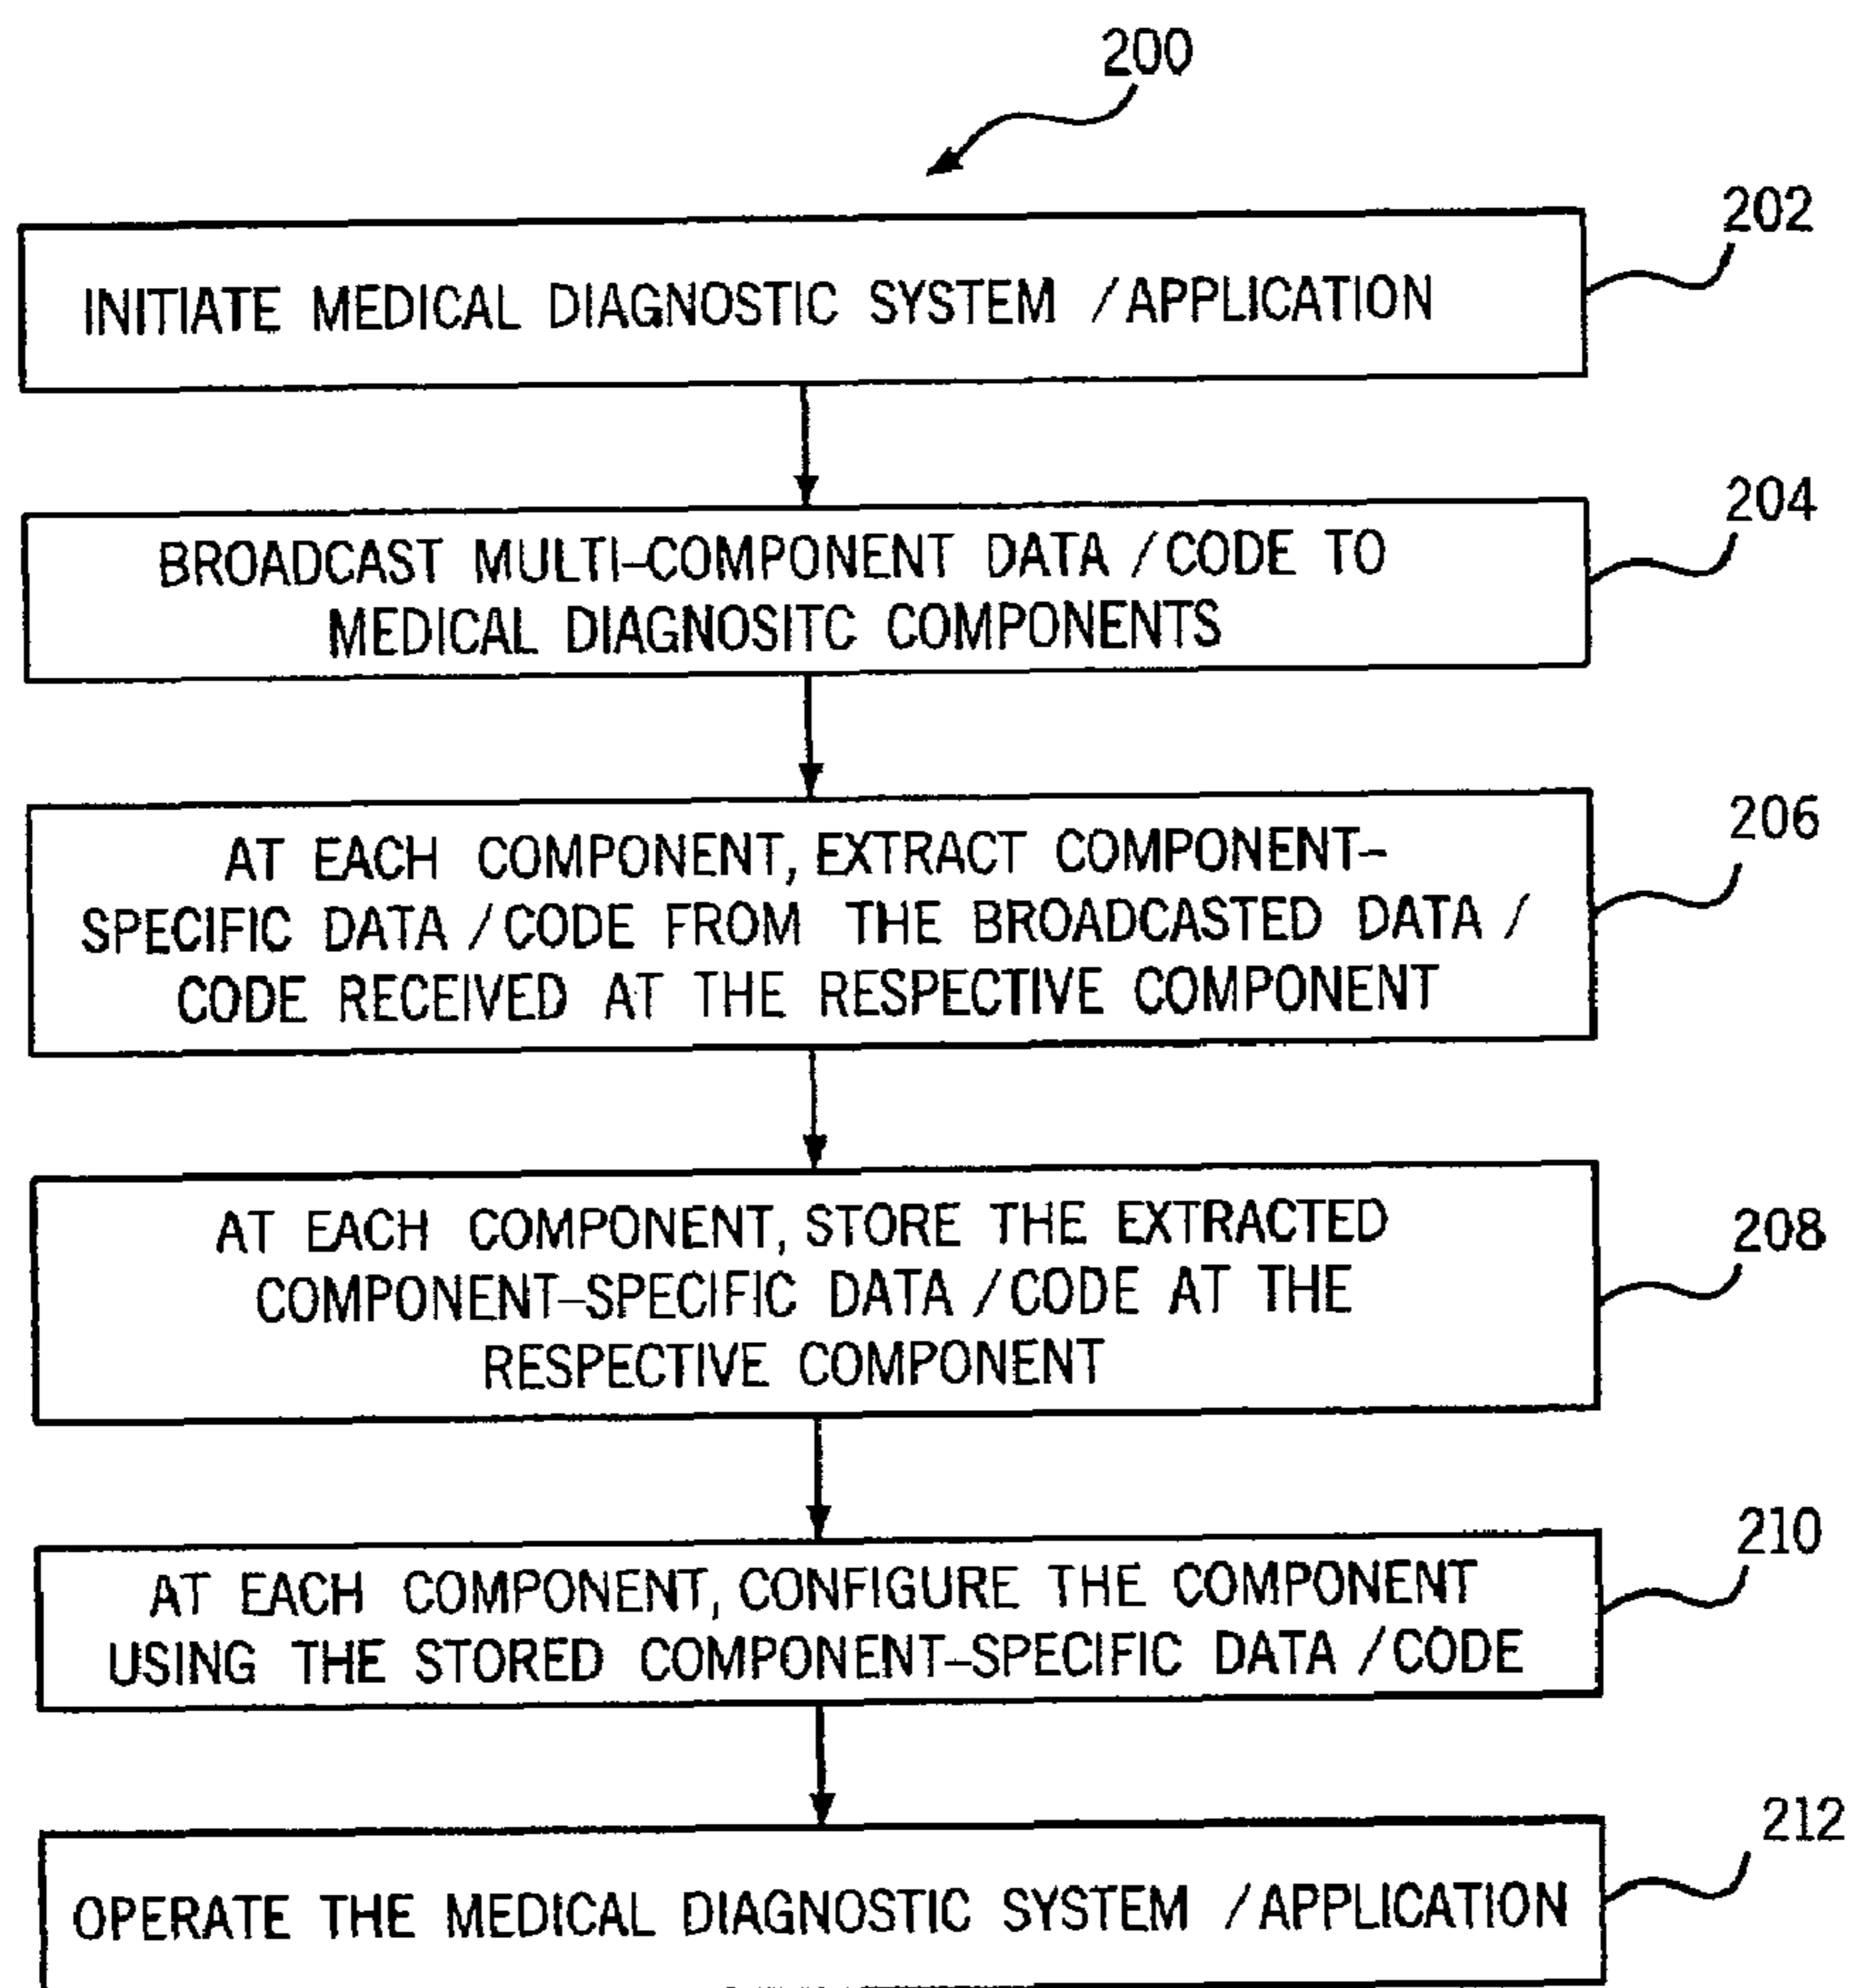 200
INITIATE MEDICAL DIAGNOSTIC SYSTEM /APPLICATION
202
BROADCAST MULTI-COMPONENT DATA /CODE TO
MEDICAL DIAGNOSITC COMPONENTS
204
AT EACH COMPONENT, EXTRACT COMPONENT-
SPECIFIC DATA /CODE FROM THE BROADCASTED DATA /
CODE RECEIVED AT THE RESPECTIVE COMPONENT
206
AT EACH COMPONENT, STORE THE EXTRACTED
COMPONENT-SPECIFIC DATA /CODE AT THE
RESPECTIVE COMPONENT
208
AT EACH COMPONENT, CONFIGURE THE COMPONENT
USING THE STORED COMPONENT-SPECIFIC DATA /CODE
210
OPERATE THE MEDICAL DIAGNOSTIC SYSTEM /APPLICATION
212